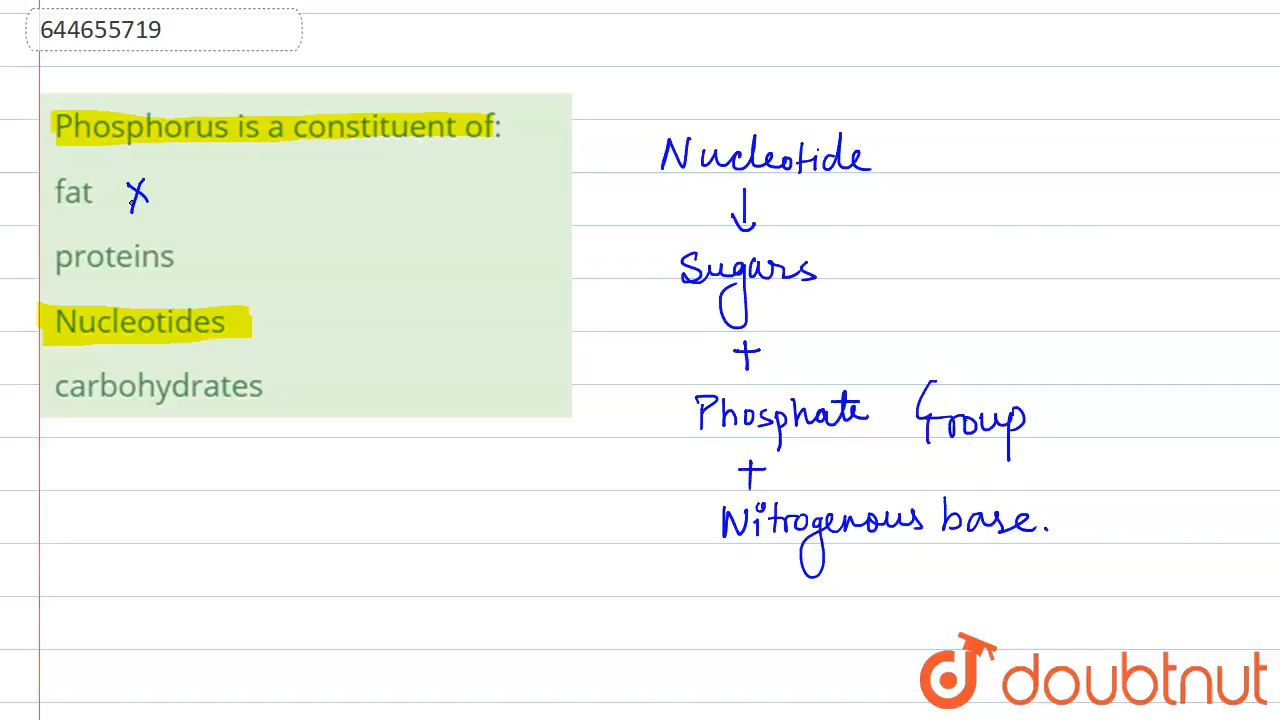 644655719
Phosphorus is a constituent of:
fat X
proteins
Nucleotides
carbohydrates
Nucleotide
↓
Sugars
+
Phosphate Group
+
Nitrogenous base.
doubtnut